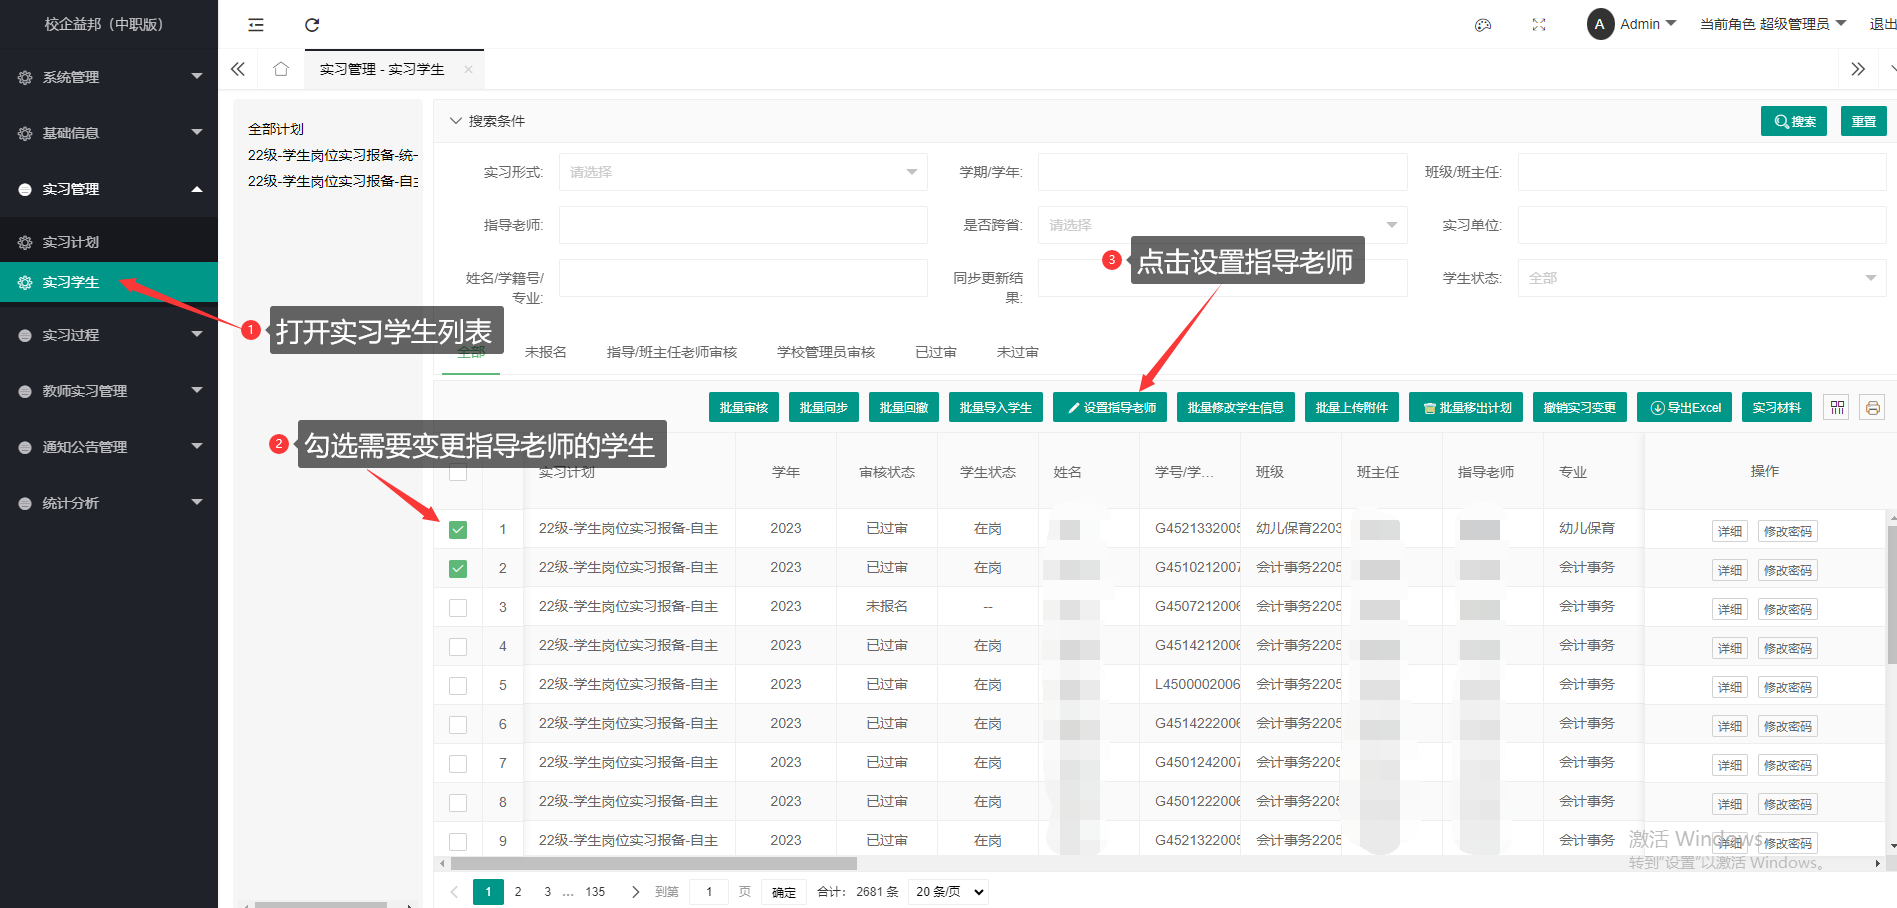 校企益邦（中职版）
A Admin
当前角色 超级管理员
退出
实习管理 - 实习学生
系统管理
基础信息
实习管理
实习计划
实习学生
实习过程
教师实习管理
通知公告管理
统计分析
全部计划
22级-学生岗位实习报备-统一
22级-学生岗位实习报备-自主
搜索条件
搜索
重置
实习形式:
请选择
学期/学年:
班级/班主任:
指导老师:
是否跨省:
请选择
实习单位:
姓名/学籍号/
专业:
同步更新结
果:
学生状态:
全部
1 打开实习学生列表
2 勾选需要变更指导老师的学生
3 点击设置指导老师
全部 未报名 指导/班主任老师审核 学校管理员审核 已过审 未过审
批量审核 批量同步 批量回撤 批量导入学生 设置指导老师 批量修改学生信息 批量上传附件 批量移出计划 撤销实习变更 导出Excel 实习材料
实习计划 学年 审核状态 学生状态 姓名 学号/学... 班级 班主任 指导老师 专业 操作
1 22级-学生岗位实习报备-自主 2023 已过审 在岗 G4521332005 幼儿保育2203 幼儿保育 详细 修改密码
2 22级-学生岗位实习报备-自主 2023 已过审 在岗 G4510212007 会计事务2205 会计事务 详细 修改密码
3 22级-学生岗位实习报备-自主 2023 未报名 -- G4507212006 会计事务2205 会计事务 详细 修改密码
4 22级-学生岗位实习报备-自主 2023 已过审 在岗 G4514212006 会计事务2205 会计事务 详细 修改密码
5 22级-学生岗位实习报备-自主 2023 已过审 在岗 L4500002006 会计事务2205 会计事务 详细 修改密码
6 22级-学生岗位实习报备-自主 2023 已过审 在岗 G4514222006 会计事务2205 会计事务 详细 修改密码
7 22级-学生岗位实习报备-自主 2023 已过审 在岗 G4501242007 会计事务2205 会计事务 详细 修改密码
8 22级-学生岗位实习报备-自主 2023 已过审 在岗 G4501222006 会计事务2205 会计事务 详细 修改密码
9 22级-学生岗位实习报备-自主 2023 已过审 在岗 G4521322005 会计事务2205 会计事务 详细 修改密码
激活 Windows
转到"设置"以激活 Windows。
1 2 3 ... 135 到第 1 页 确定 合计： 2681 条 20 条/页